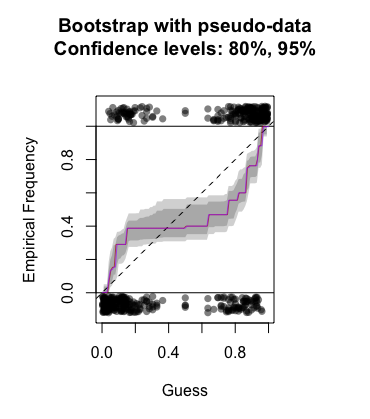 Bootstrap with pseudo-data
Confidence levels: 80%, 95%
Empirical Frequency
0.8
0.4
0.0
0.0 0.4 0.8
Guess